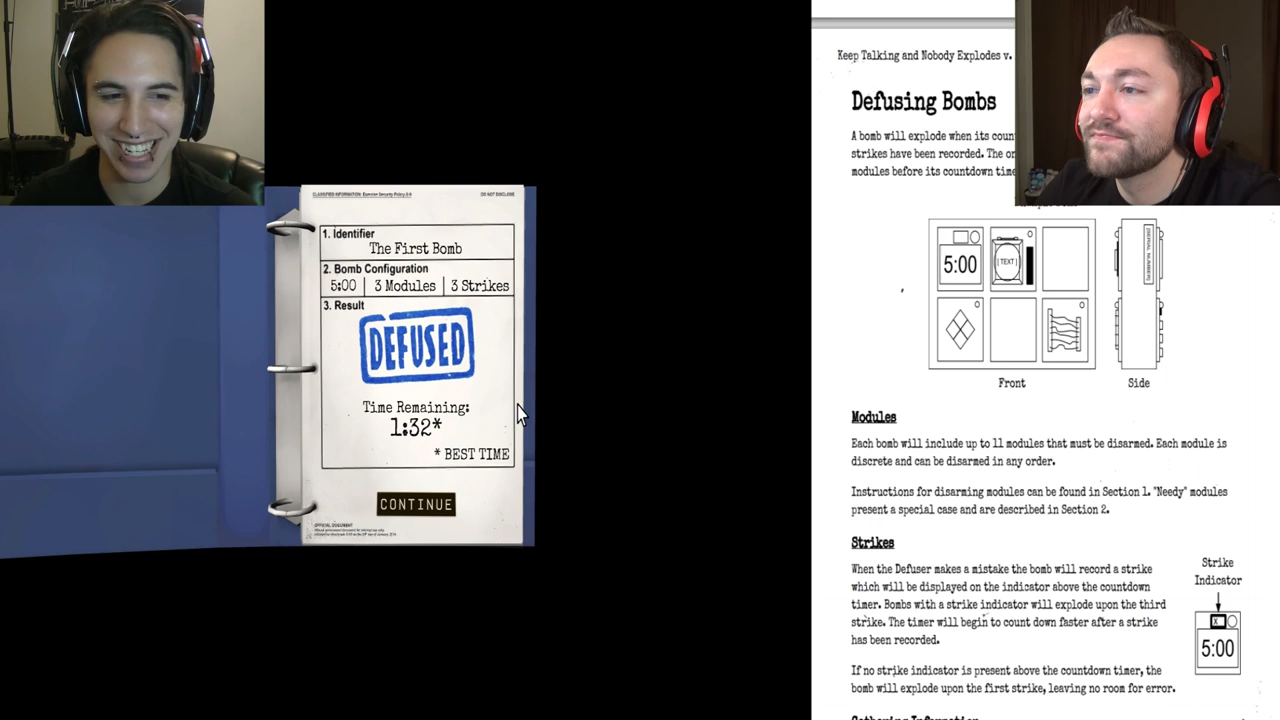 CLASSIFIED INFORMATION:
DO NOT DISCLOSE
1. Identifier
The First Bomb
2. Bomb Configuration
5:00 | 3 Modules | 3 Strikes
3. Result
DEFUSED
Time Remaining:
1:32*
* BEST TIME
CONTINUE
OFFICIAL DOCUMENT
Keep Talking and Nobody Explodes v.
Defusing Bombs
A bomb will explode when its coun
strikes have been recorded. The on
modules before its countdown time
5:00
[TEXT]
Front
Side
Modules
Each bomb will include up to 11 modules that must be disarmed. Each module is
discrete and can be disarmed in any order.
Instructions for disarming modules can be found in Section 1. "Needy" modules
present a special case and are described in Section 2.
Strikes
When the Defuser makes a mistake the bomb will record a strike
which will be displayed on the indicator above the countdown
timer. Bombs with a strike indicator will explode upon the third
strike. The timer will begin to count down faster after a strike
has been recorded.
If no strike indicator is present above the countdown timer, the
bomb will explode upon the first strike, leaving no room for error.
Strike
Indicator
X
5:00
Gathering Information